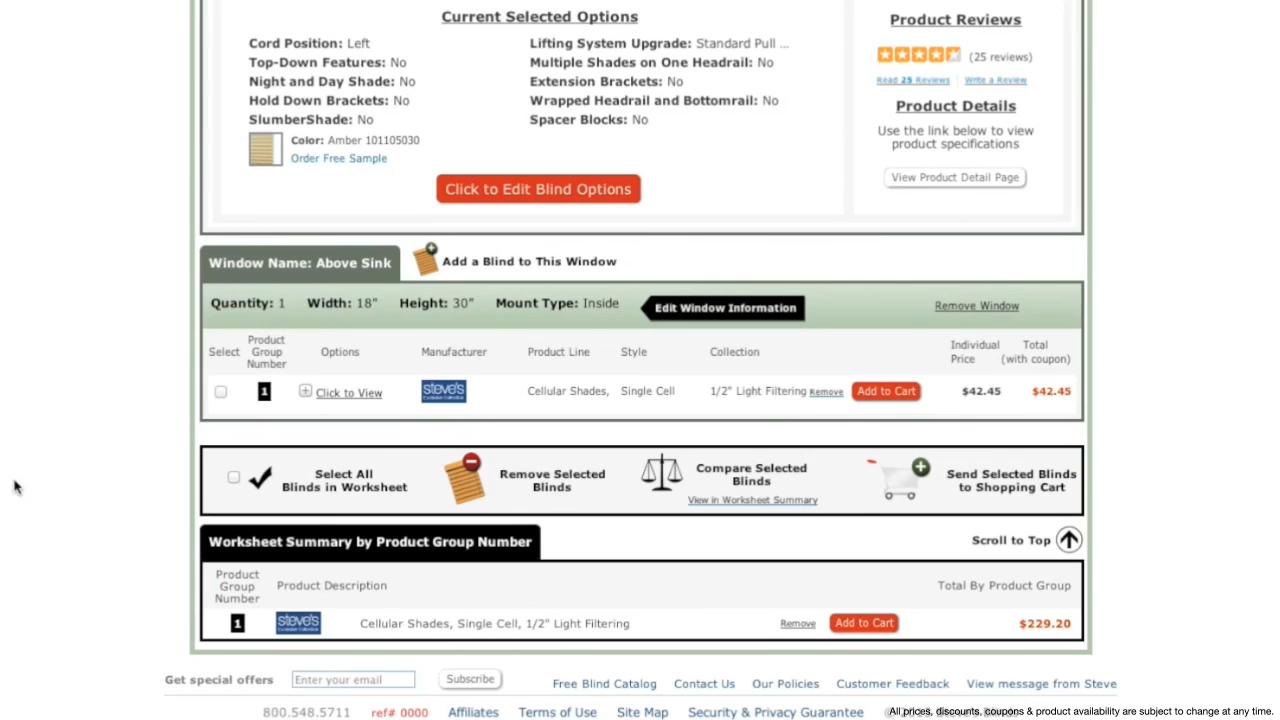 Current Selected Options
Cord Position: Left
Lifting System Upgrade: Standard Pull ...
Top-Down Features: No
Multiple Shades on One Headrail: No
Night and Day Shade: No
Extension Brackets: No
Hold Down Brackets: No
Wrapped Headrail and Bottomrail: No
SlumberShade: No
Spacer Blocks: No
Color: Amber 101105030
Order Free Sample
Click to Edit Blind Options
Product Reviews
(25 reviews)
Read 25 Reviews Write a Review
Product Details
Use the link below to view
product specifications
View Product Detail Page
Window Name: Above Sink
Add a Blind to This Window
Quantity: 1 Width: 18" Height: 30" Mount Type: Inside Edit Window Information Remove Window
Select
Product
Group
Number
Options
Manufacturer
Product Line
Style
Collection
Individual
Price
Total
(with coupon)
1 Click to View steve's Cellular Shades, Single Cell 1/2" Light Filtering Remove Add to Cart $42.45 $42.45
Select All
Blinds in Worksheet
Remove Selected
Blinds
Compare Selected
Blinds
View in Worksheet Summary
Send Selected Blinds
to Shopping Cart
Worksheet Summary by Product Group Number
Scroll to Top
Product
Group
Number
Product Description
Total By Product Group
1 steve's Cellular Shades, Single Cell, 1/2" Light Filtering Remove Add to Cart $229.20
Get special offers Enter your email Subscribe Free Blind Catalog Contact Us Our Policies Customer Feedback View message from Steve
800.548.5711 ref# 0000 Affiliates Terms of Use Site Map Security & Privacy Guarantee
All prices, discounts, coupons & product availability are subject to change at any time.